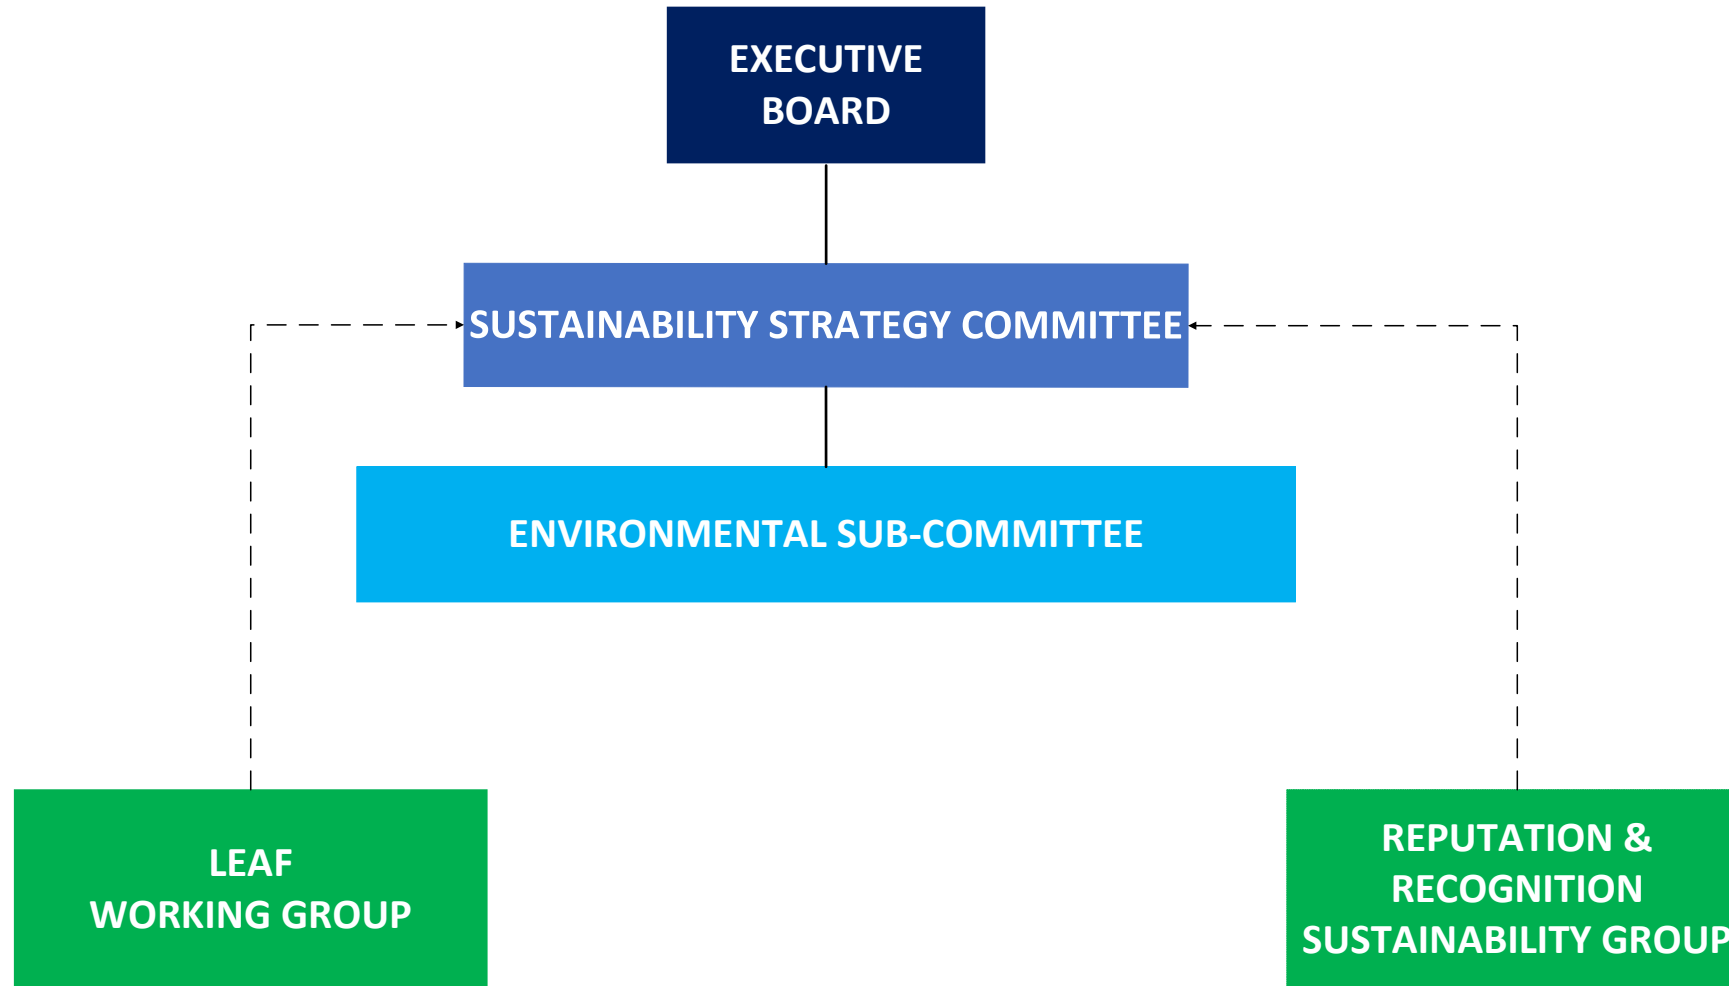 EXECUTIVE
BOARD
SUSTAINABILITY STRATEGY COMMITTEE
ENVIRONMENTAL SUB-COMMITTEE
LEAF
WORKING GROUP
REPUTATION &
RECOGNITION
SUSTAINABILITY GROUP